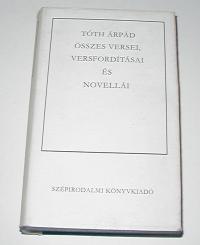 TÓTH ÁRPÁD
ÖSSZES VERSEI,
VERSFORDÍTÁSAI
ÉS
NOVELLÁI
SZÉPIRODALMI KÖNYVKIADÓ